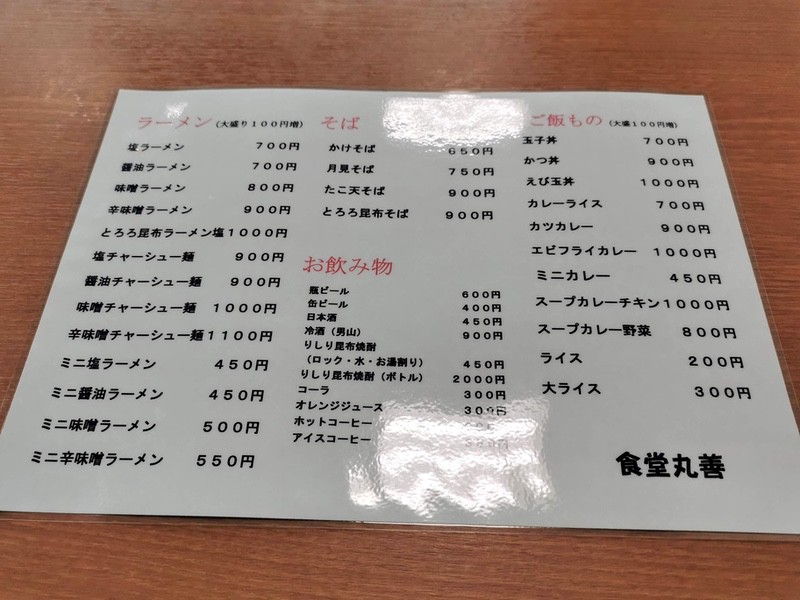 ラーメン (大盛り１００円増)
塩ラーメン ７００円
醤油ラーメン ７００円
味噌ラーメン ８００円
辛味噌ラーメン ９００円
とろろ昆布ラーメン塩１０００円
塩チャーシュー麺 ９００円
醤油チャーシュー麺 ９００円
味噌チャーシュー麺 １０００円
辛味噌チャーシュー麺１１００円
ミニ塩ラーメン ４５０円
ミニ醤油ラーメン ４５０円
ミニ味噌ラーメン ５００円
ミニ辛味噌ラーメン ５５０円
そば
かけそば ６５０円
月見そば ７５０円
たこ天そば ９００円
とろろ昆布そば ９００円
お飲み物
瓶ビール ６００円
缶ビール ４００円
日本酒 ４５０円
冷酒（男山） ９００円
りしり昆布焼酎
（ロック・水・お湯割り） ４５０円
りしり昆布焼酎（ボトル） ２０００円
コーラ ３００円
オレンジジュース ３００円
ホットコーヒー
アイスコーヒー
ご飯もの (大盛１００円増)
玉子丼 ７００円
かつ丼 ９００円
えび玉丼 １０００円
カレーライス ７００円
カツカレー ９００円
エビフライカレー １０００円
ミニカレー ４５０円
スープカレーチキン１０００円
スープカレー野菜 ８００円
ライス ２００円
大ライス ３００円
食堂丸善